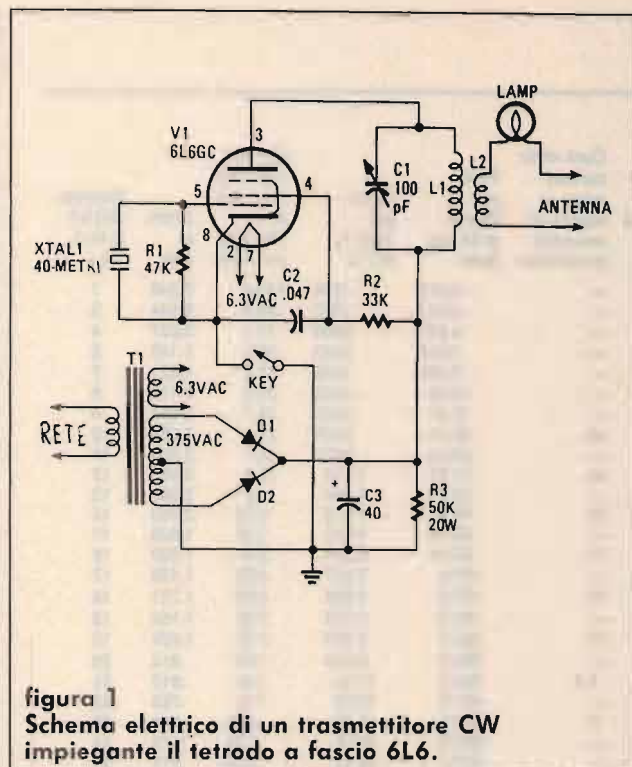 LAMP
V1
6L6GC
3
5
4
8
2
7
C1
100
pF
L1
L2
ANTENNA
XTAL1
40-METRI
R1
47K
6.3VAC
C2
.047
R2
33K
KEY
T1
6.3VAC
RETE
375VAC
D1
D2
+
C3
40
R3
50K
20W
figura 1
Schema elettrico di un trasmettitore CW
impiegante il tetrodo a fascio 6L6.